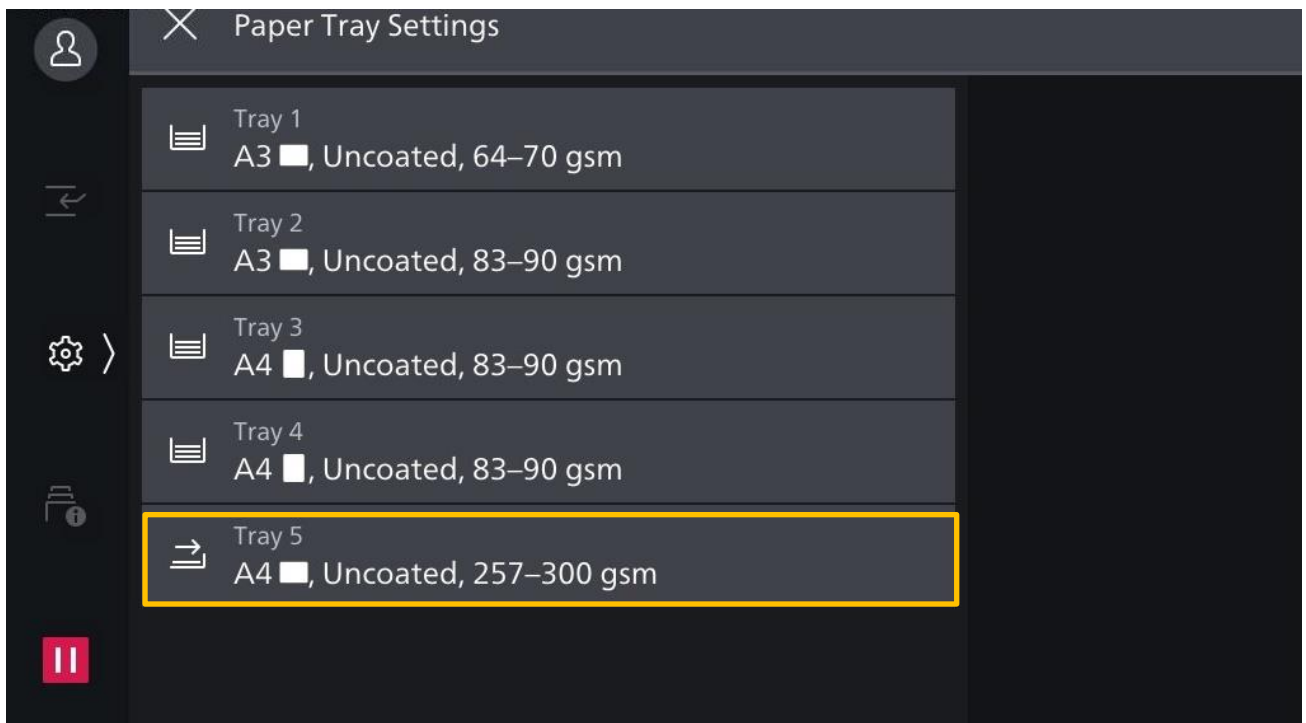 Paper Tray Settings
Tray 1
A3 , Uncoated, 64–70 gsm
Tray 2
A3 , Uncoated, 83–90 gsm
Tray 3
A4 , Uncoated, 83–90 gsm
Tray 4
A4 , Uncoated, 83–90 gsm
Tray 5
A4 , Uncoated, 257–300 gsm